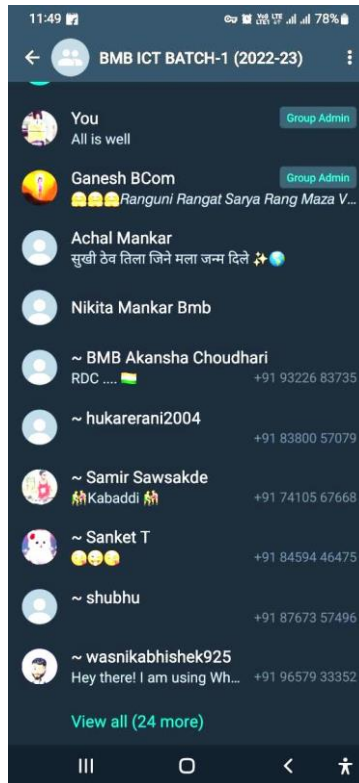 11:49 78%
BMB ICT BATCH-1 (2022-23)
You Group Admin
All is well
Ganesh BCom Group Admin
Ranguni Rangat Sarya Rang Maza V...
Achal Mankar
सुखी ठेव तिला जिने मला जन्म दिले ✨🌎
Nikita Mankar Bmb
~ BMB Akansha Choudhari
RDC .... 🇮🇳 +91 93226 83735
~ hukarerani2004
+91 83800 57079
~ Samir Sawsakde
🤼Kabaddi 🤼 +91 74105 67668
~ Sanket T
+91 84594 46475
~ shubhu
+91 87673 57496
~ wasnikabhishek925
Hey there! I am using Wh... +91 96579 33352
View all (24 more)